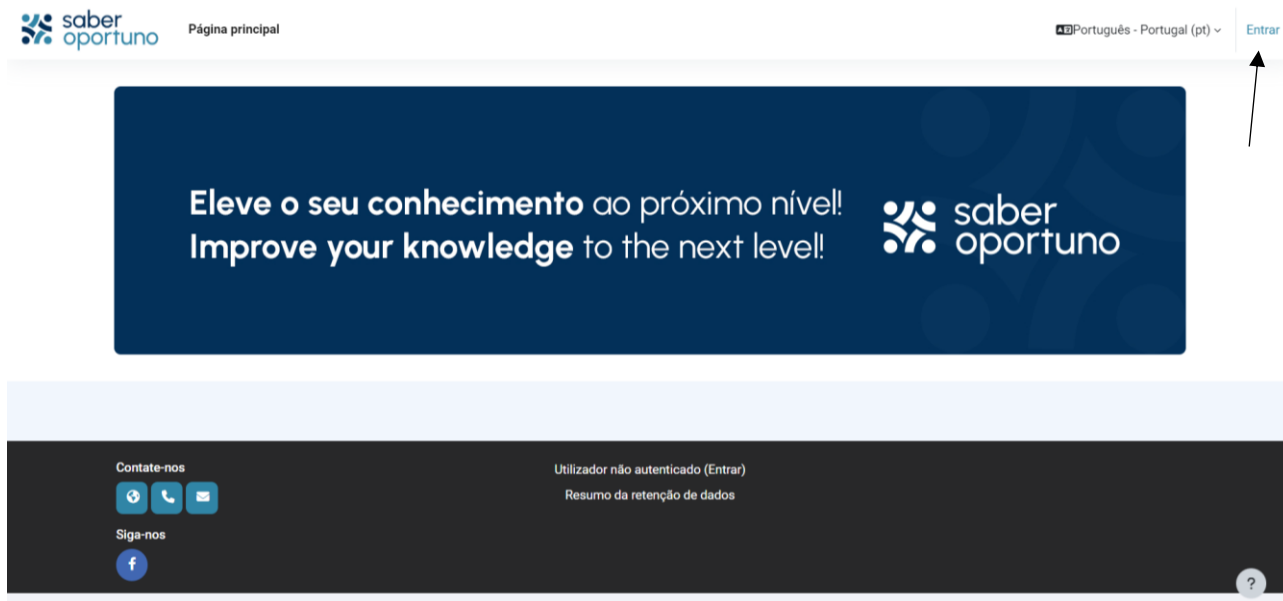 saber
oportuno
Página principal
Português - Portugal (pt)
Entrar
Eleve o seu conhecimento ao próximo nível!
Improve your knowledge to the next level!
saber
oportuno
Contate-nos
Utilizador não autenticado (Entrar)
Resumo da retenção de dados
Siga-nos
f
?